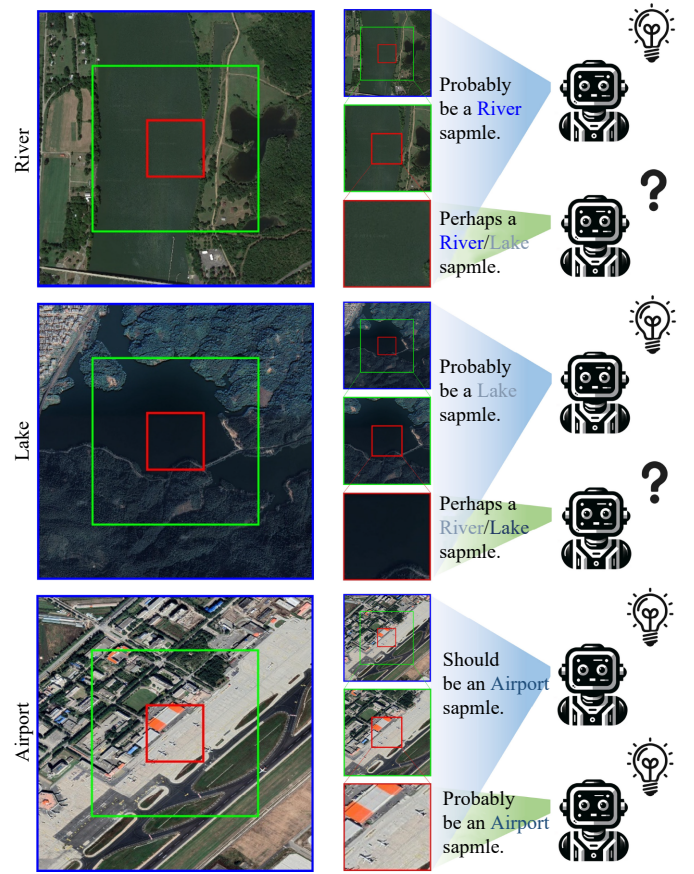 River
Probably
be a River
sapmle.
Perhaps a
River/Lake
sapmle.
?
Lake
Probably
be a Lake
sapmle.
Perhaps a
River/Lake
sapmle.
?
Airport
Should
be an Airport
sapmle.
Probably
be an Airport
sapmle.